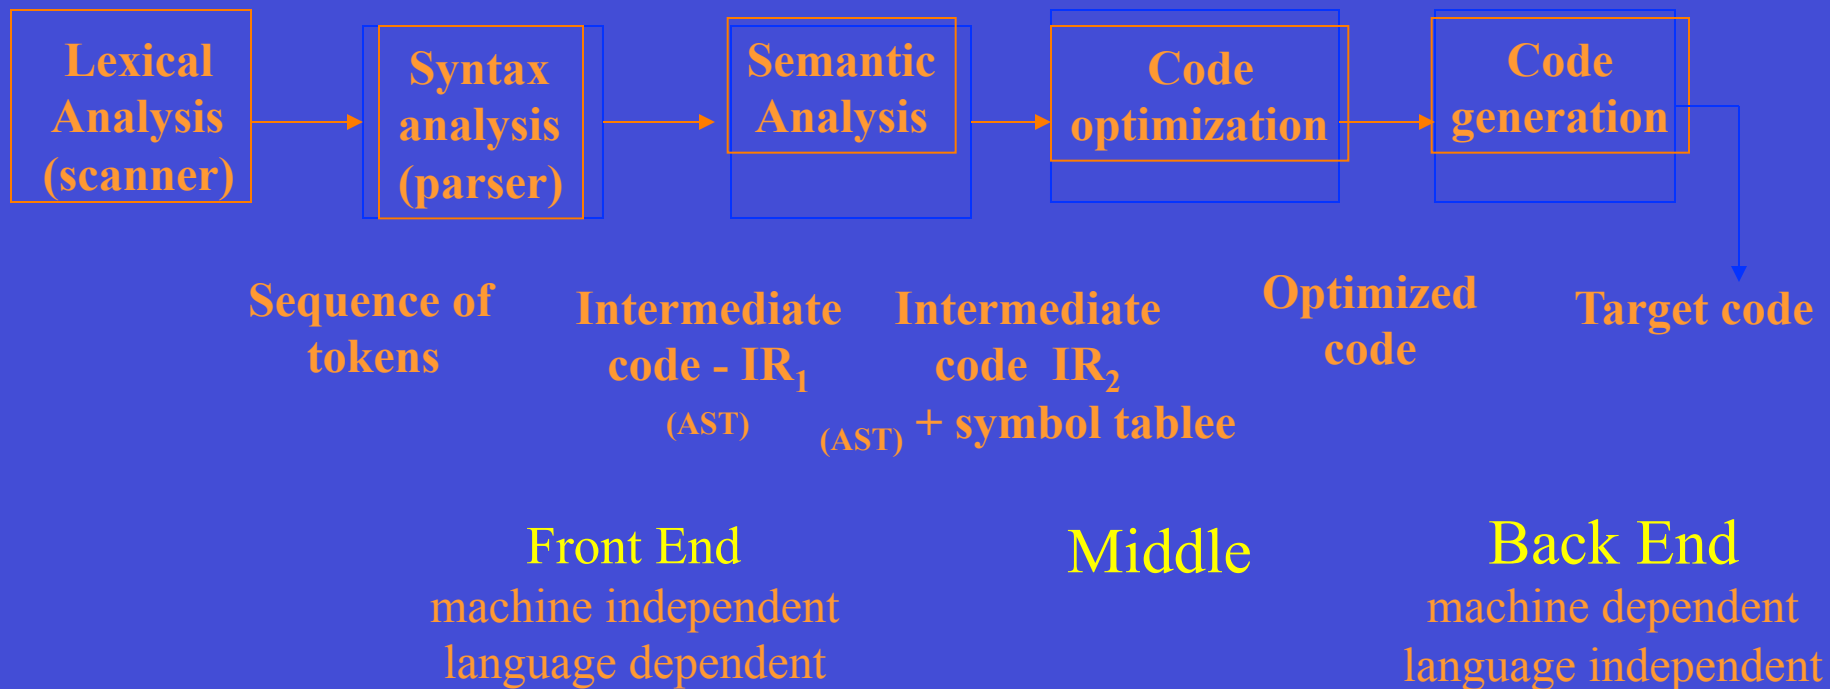 Lexical
Analysis
(scanner)
Syntax
analysis
(parser)
Semantic
Analysis
Code
optimization
Code
generation
Sequence of
tokens
Intermediate
code - IR1
(AST)
Intermediate
code IR2
(AST) + symbol tablee
Optimized
code
Target code
Front End
machine independent
language dependent
Middle
Back End
machine dependent
language independent